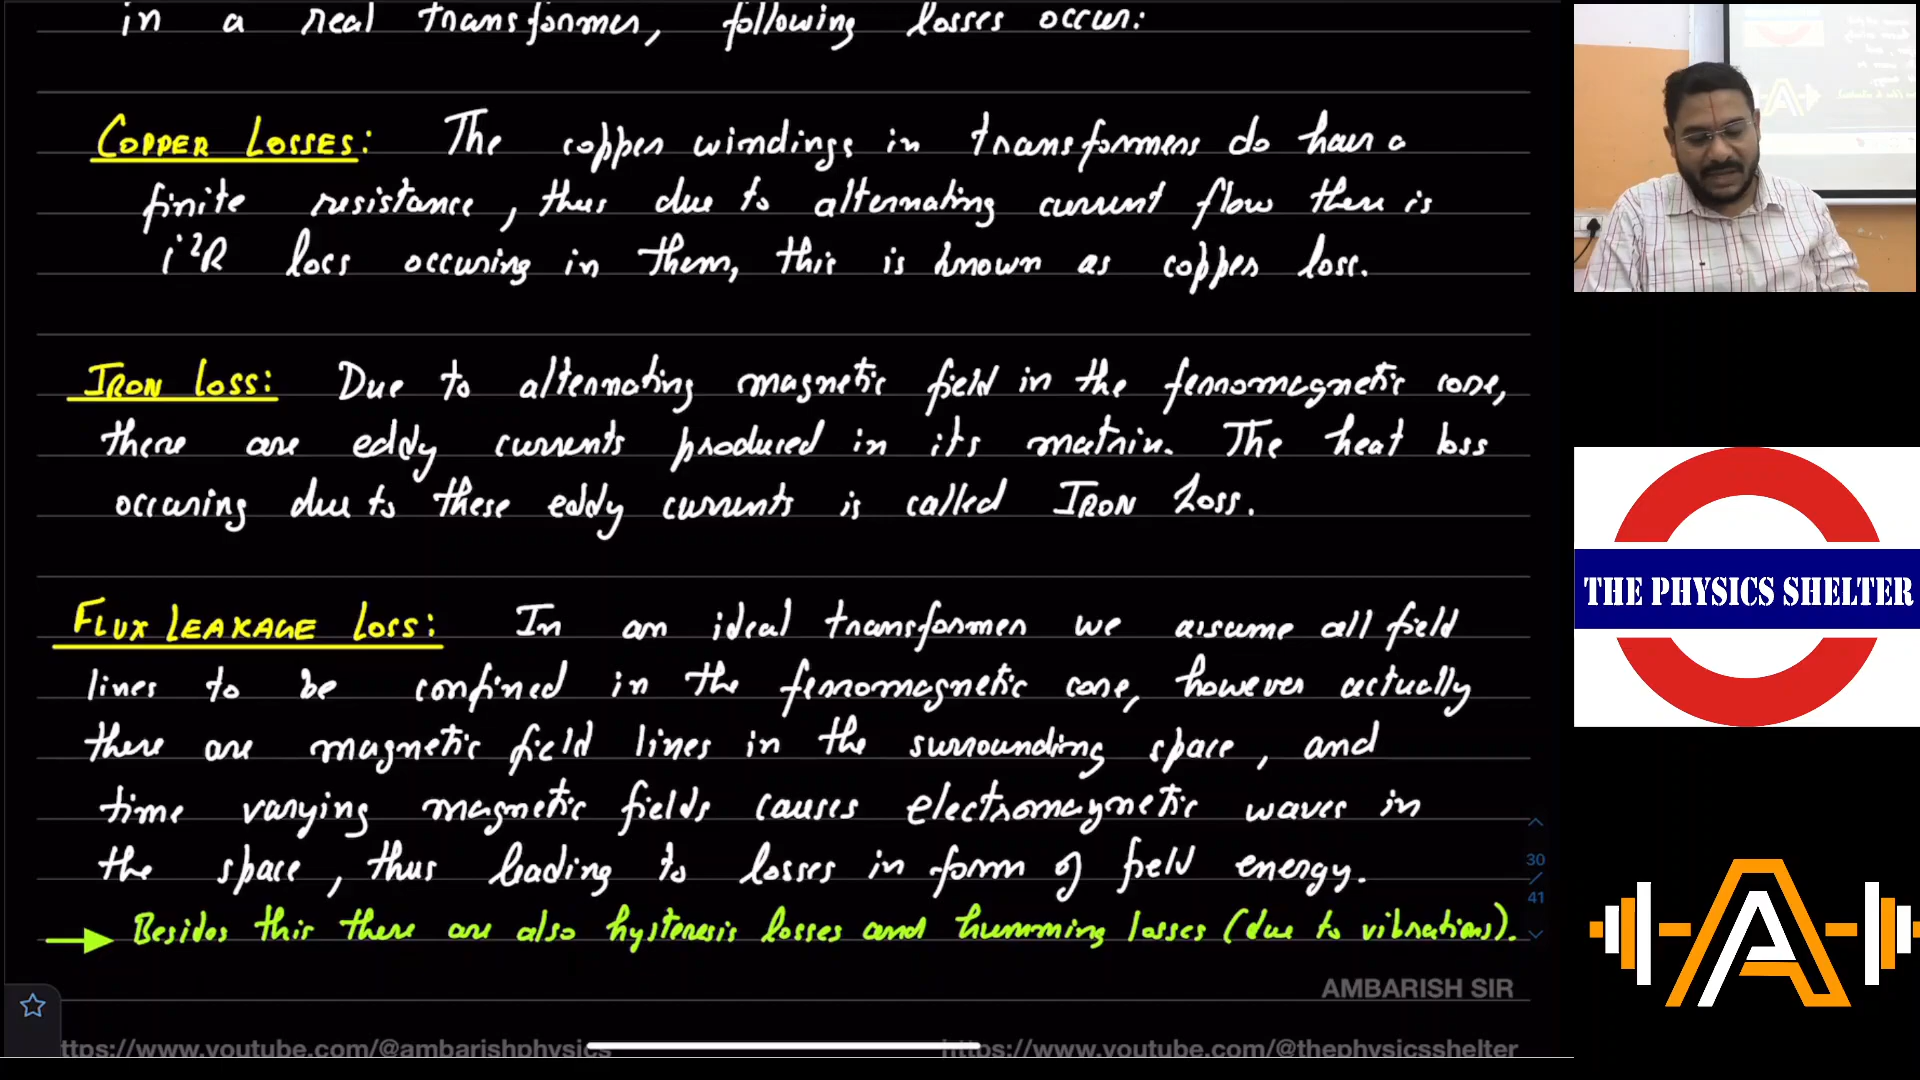 in a real transformer, following losses occur:
COPPER LOSSES: The copper windings in transformers do have a
finite resistance, thus due to alternating current flow there is
i²R loss occuring in them, this is known as copper loss.
IRON LOSS: Due to alternating magnetic field in the ferromagnetic core,
there are eddy currents produced in its matrix. The heat loss
occuring due to these eddy currents is called IRON LOSS.
FLUX LEAKAGE LOSS: In an ideal transformer we assume all field
lines to be confined in the ferromagnetic core, however actually
there are magnetic field lines in the surrounding space, and
time varying magnetic fields causes electromagnetic waves in
the space, thus leading to losses in form of field energy.
→ Besides this there are also hysteresis losses and humming losses (due to vibrations).
30
/
41
AMBARISH SIR
ttps://www.youtube.com/@ambarishphysics
https://www.youtube.com/@thephysicsshelter
THE PHYSICS SHELTER
A